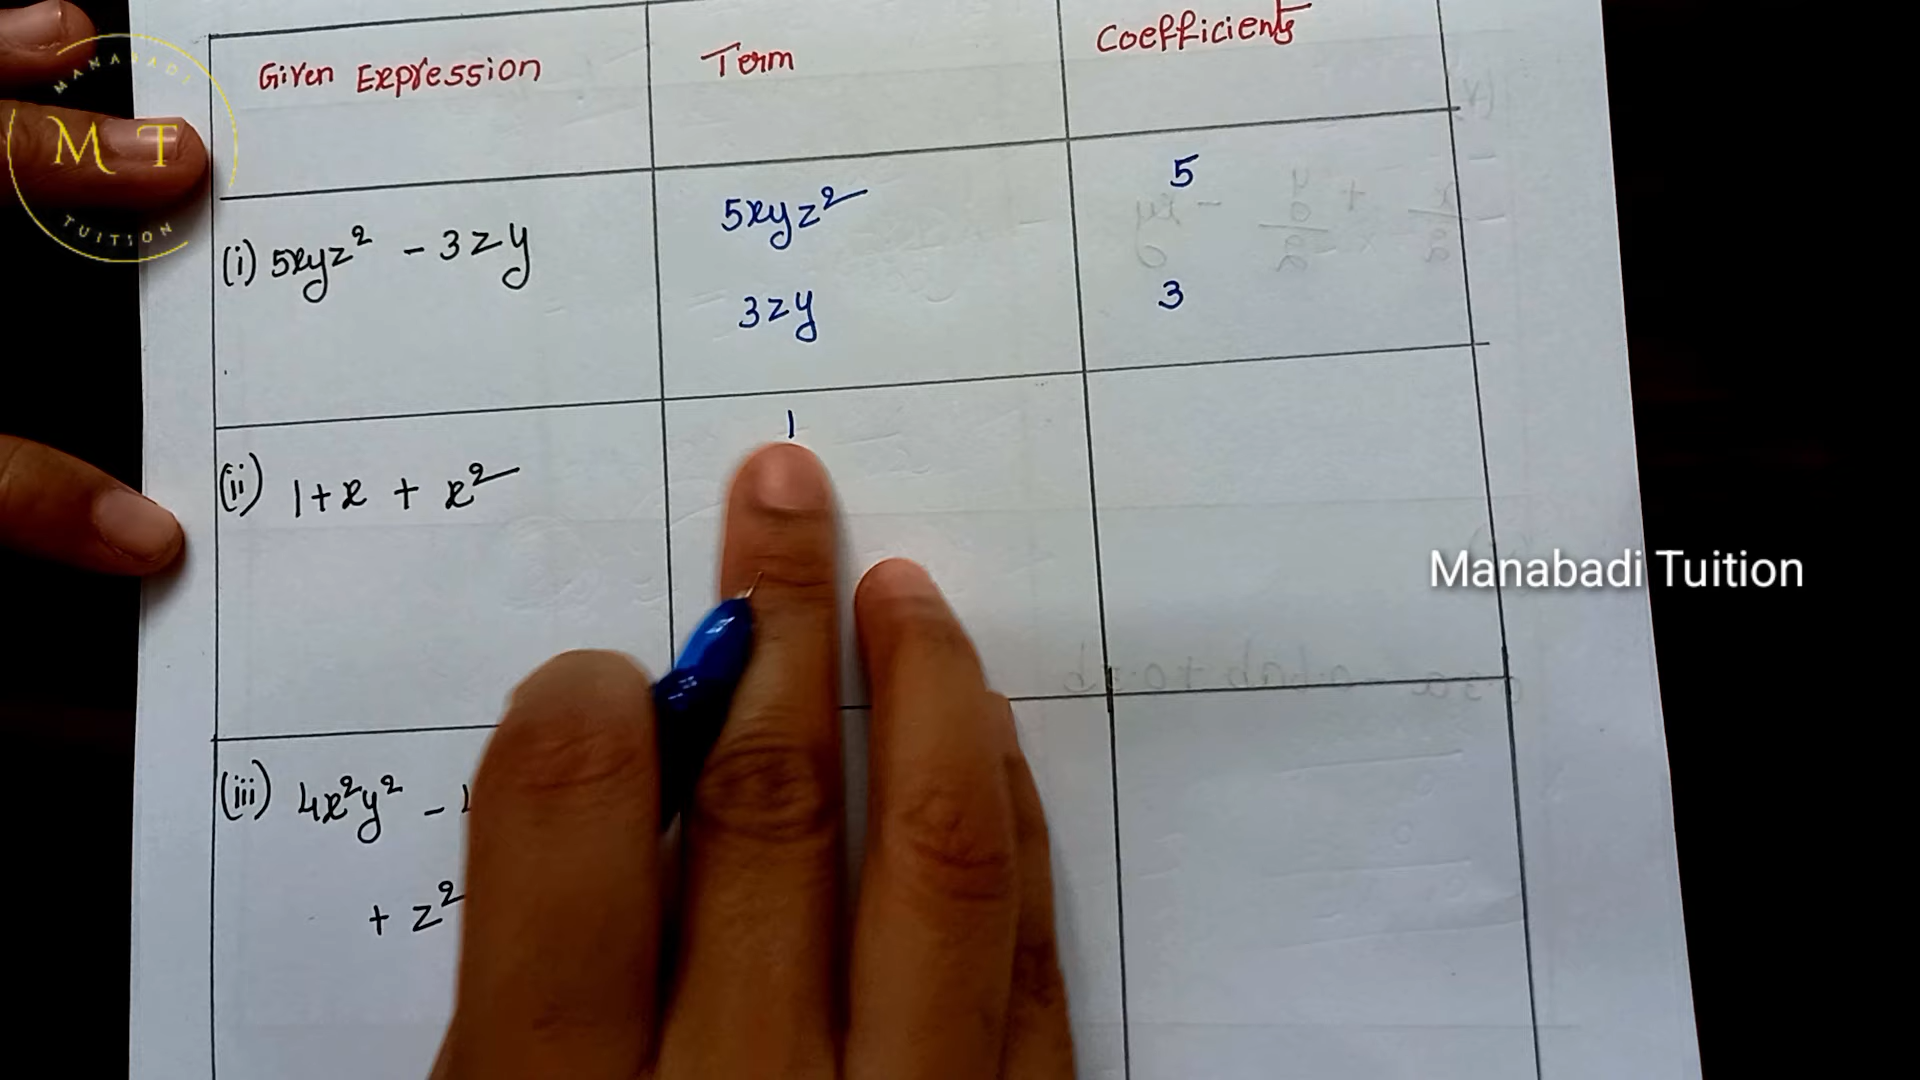 MANABADI
M T
TUITION
Given Expression Term Coefficients
(i) 5xyz² - 3zy 5xyz² 5
3zy 3
(ii) 1+x + x² 1
(iii) 4x²y² -
+ z²
Manabadi Tuition